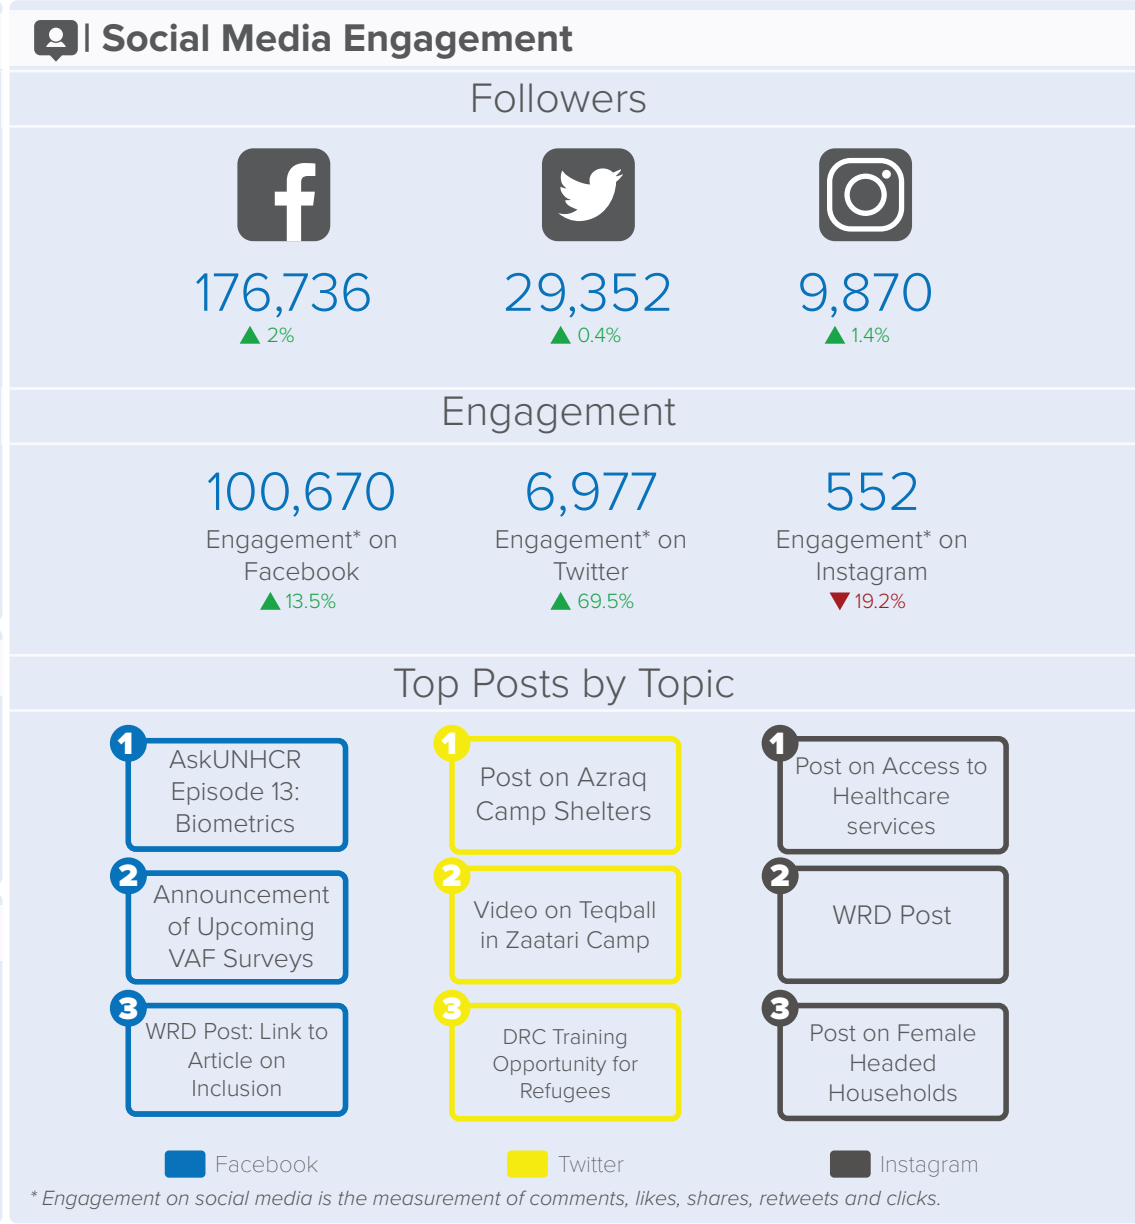 | Social Media Engagement
Followers
176,736
29,352
9,870
▲ 2%
▲ 0.4%
▲ 1.4%
Engagement
100,670
6,977
552
Engagement* on
Facebook
Engagement* on
Twitter
Engagement* on
Instagram
▲ 13.5%
▲ 69.5%
▼ 19.2%
Top Posts by Topic
1
AskUNHCR
Episode 13:
Biometrics
1
Post on Azraq
Camp Shelters
1
Post on Access to
Healthcare
services
2
Announcement
of Upcoming
VAF Surveys
2
Video on Teqball
in Zaatari Camp
2
WRD Post
3
WRD Post: Link to
Article on
Inclusion
3
DRC Training
Opportunity for
Refugees
3
Post on Female
Headed
Households
Facebook
Twitter
Instagram
* Engagement on social media is the measurement of comments, likes, shares, retweets and clicks.